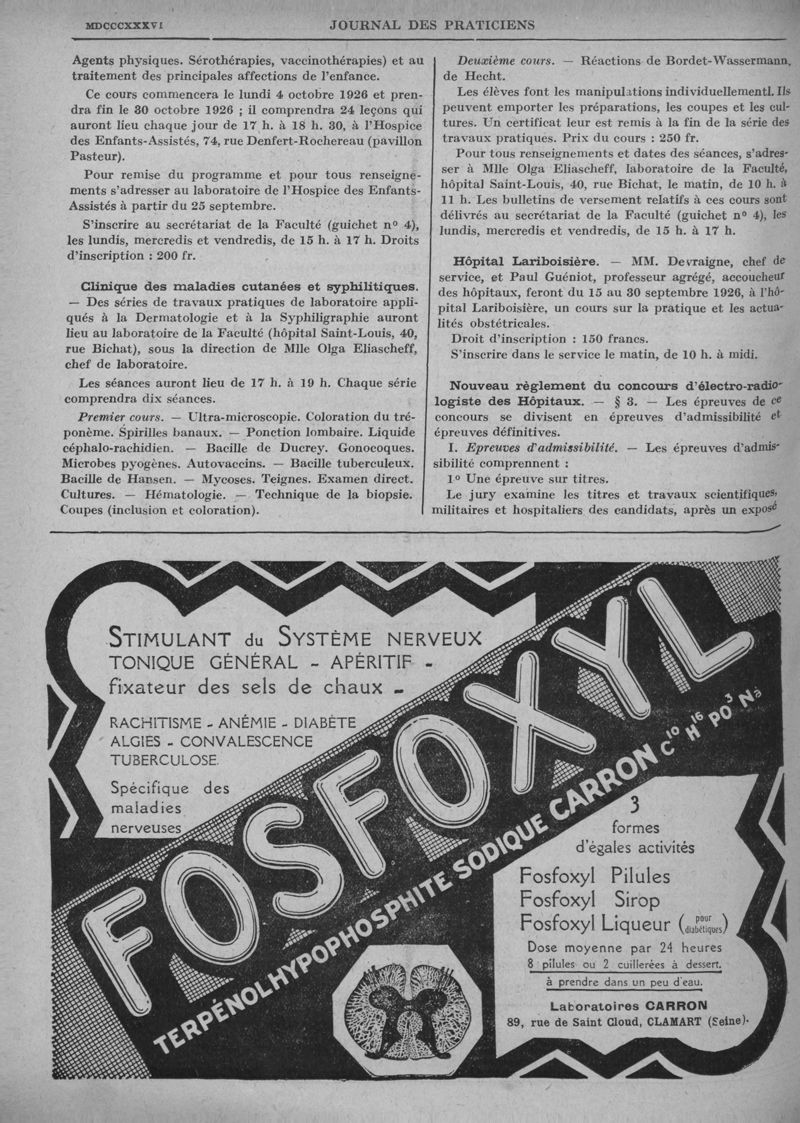 MDCCCXXXVI
JOURNAL DES PRATICIENS
Agents physiques. Sérothérapies, vaccinothérapies) et au
traitement des principales affections de l'enfance.
Ce cours commencera le lundi 4 octobre 1926 et pren-
dra fin le 30 octobre 1926 ; il comprendra 24 leçons qui
auront lieu chaque jour de 17 h. à 18 h. 30, à l'Hospice
des Enfants-Assistés, 74, rue Denfert-Rochereau (pavillon
Pasteur).
Pour remise du programme et pour tous renseigne-
ments s'adresser au laboratoire de l'Hospice des Enfants-
Assistés à partir du 25 septembre.
S'inscrire au secrétariat de la Faculté (guichet n° 4),
les lundis, mercredis et vendredis, de 15 h. à 17 h. Droits
d'inscription : 200 fr.
Clinique des maladies cutanées et syphilitiques.
— Des séries de travaux pratiques de laboratoire appli-
qués à la Dermatologie et à la Syphiligraphie auront
lieu au laboratoire de la Faculté (hôpital Saint-Louis, 40,
rue Bichat), sous la direction de Mlle Olga Eliascheff,
chef de laboratoire.
Les séances auront lieu de 17 h. à 19 h. Chaque série
comprendra dix séances.
Premier cours. — Ultra-microscopie. Coloration du tré-
ponème. Spirilles banaux. — Ponction lombaire. Liquide
céphalo-rachidien. — Bacille de Ducrey. Gonocoques.
Microbes pyogènes. Autovaccins. — Bacille tuberculeux.
Bacille de Hansen. — Mycoses. Teignes. Examen direct.
Cultures. — Hématologie. — Technique de la biopsie.
Coupes (inclusion et coloration).
Deuxième cours. — Réactions de Bordet-Wassermann,
de Hecht.
Les élèves font les manipulations individuellementl. Ils
peuvent emporter les préparations, les coupes et les cul-
tures. Un certificat leur est remis à la fin de la série des
travaux pratiques. Prix du cours : 250 fr.
Pour tous renseignements et dates des séances, s'adres-
ser à Mlle Olga Eliascheff, laboratoire de la Faculté,
hôpital Saint-Louis, 40, rue Bichat, le matin, de 10 h. à
11 h. Les bulletins de versement relatifs à ces cours sont
délivrés au secrétariat de la Faculté (guichet n° 4), les
lundis, mercredis et vendredis, de 15 h. à 17 h.
Hôpital Lariboisière. — MM. Devraigne, chef de
service, et Paul Guéniot, professeur agrégé, accoucheur
des hôpitaux, feront du 15 au 30 septembre 1926, à l'hô-
pital Lariboisière, un cours sur la pratique et les actua-
lités obstétricales.
Droit d'inscription : 150 francs.
S'inscrire dans le service le matin, de 10 h. à midi.
Nouveau règlement du concours d'électro-radio-
logiste des Hôpitaux. — § 3. — Les épreuves de ce
concours se divisent en épreuves d'admissibilité et
épreuves définitives.
I. Epreuves d'admissibilité. — Les épreuves d'admis-
sibilité comprennent :
1° Une épreuve sur titres.
Le jury examine les titres et travaux scientifiques,
militaires et hospitaliers des candidats, après un exposé
STIMULANT du SYSTÈME NERVEUX
TONIQUE GÉNÉRAL - APÉRITIF -
fixateur des sels de chaux -
RACHITISME - ANÉMIE - DIABÈTE
ALGIES - CONVALESCENCE
TUBERCULOSE.
Spécifique des
maladies
nerveuses
FOSFOXYL
TERPÉNOLHYPOPHOSPHITE SODIQUE CARRON C¹⁰ H¹⁶ PO³ Na
3
formes
d'égales activités
Fosfoxyl Pilules
Fosfoxyl Sirop
Fosfoxyl Liqueur (pour diabétiques)
Dose moyenne par 24 heures
8 pilules ou 2 cuillerées à dessert.
à prendre dans un peu d'eau.
Laboratoires CARRON
89, rue de Saint Cloud, CLAMART (Seine).